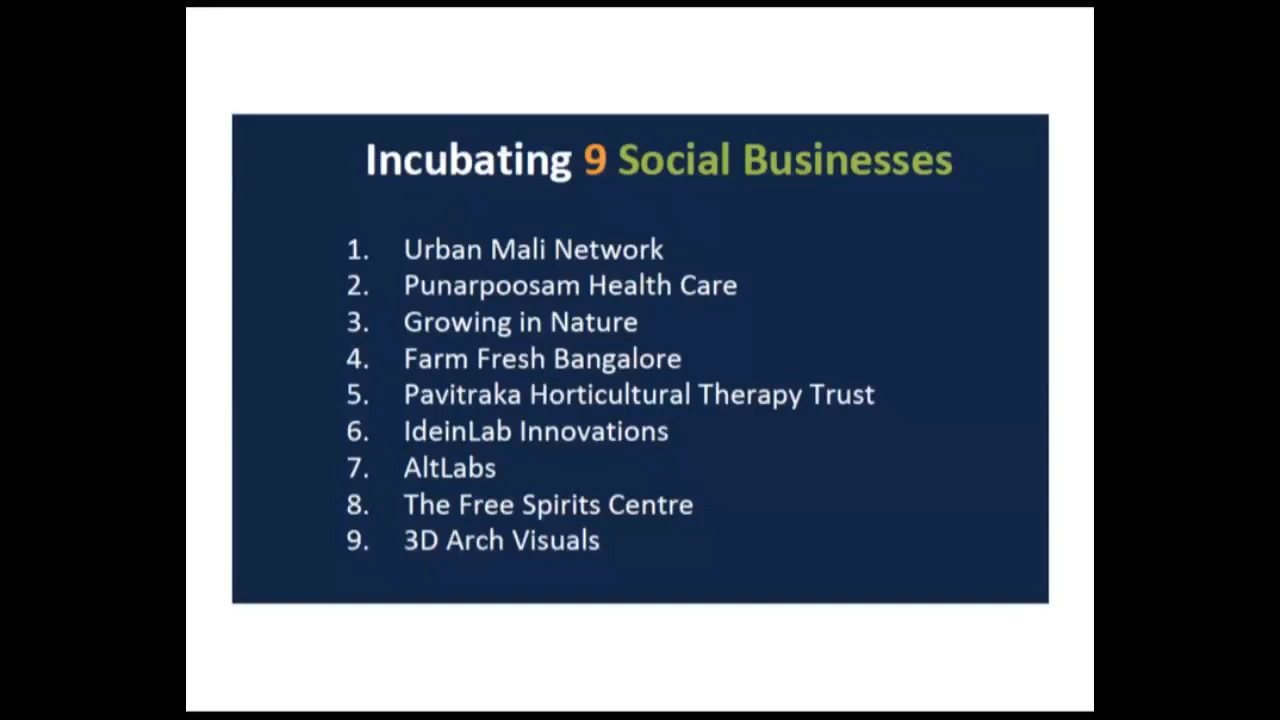 Incubating 9 Social Businesses
1. Urban Mali Network
2. Punarpoosam Health Care
3. Growing in Nature
4. Farm Fresh Bangalore
5. Pavitraka Horticultural Therapy Trust
6. IdeinLab Innovations
7. AltLabs
8. The Free Spirits Centre
9. 3D Arch Visuals